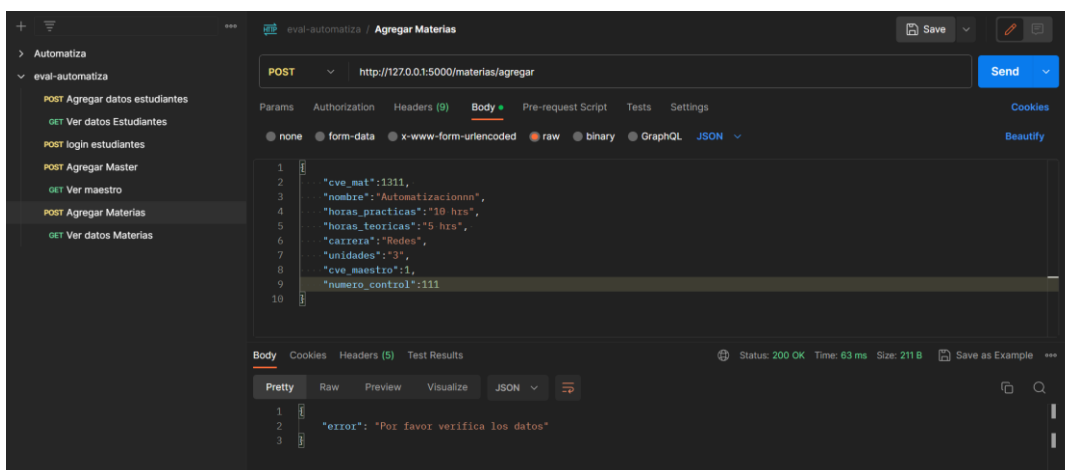 eval-automatiza / Agregar Materias
Save
Automatiza
eval-automatiza
POST Agregar datos estudiantes
GET Ver datos Estudiantes
POST login estudiantes
POST Agregar Master
GET Ver maestro
POST Agregar Materias
GET Ver datos Materias
POST http://127.0.0.1:5000/materias/agregar Send
Params Authorization Headers (9) Body Pre-request Script Tests Settings Cookies
none form-data x-www-form-urlencoded raw binary GraphQL JSON Beautify
1 {
2 "cve_mat":1311,
3 "nombre":"Automatizacionnn",
4 "horas_practicas":"10 hrs",
5 "horas_teoricas":"5 hrs",
6 "carrera":"Redes",
7 "unidades":"3",
8 "cve_maestro":1,
9 "numero_control":111
10 }
Body Cookies Headers (5) Test Results Status: 200 OK Time: 63 ms Size: 211 B Save as Example
Pretty Raw Preview Visualize JSON
1 {
2 "error": "Por favor verifica los datos"
3 }